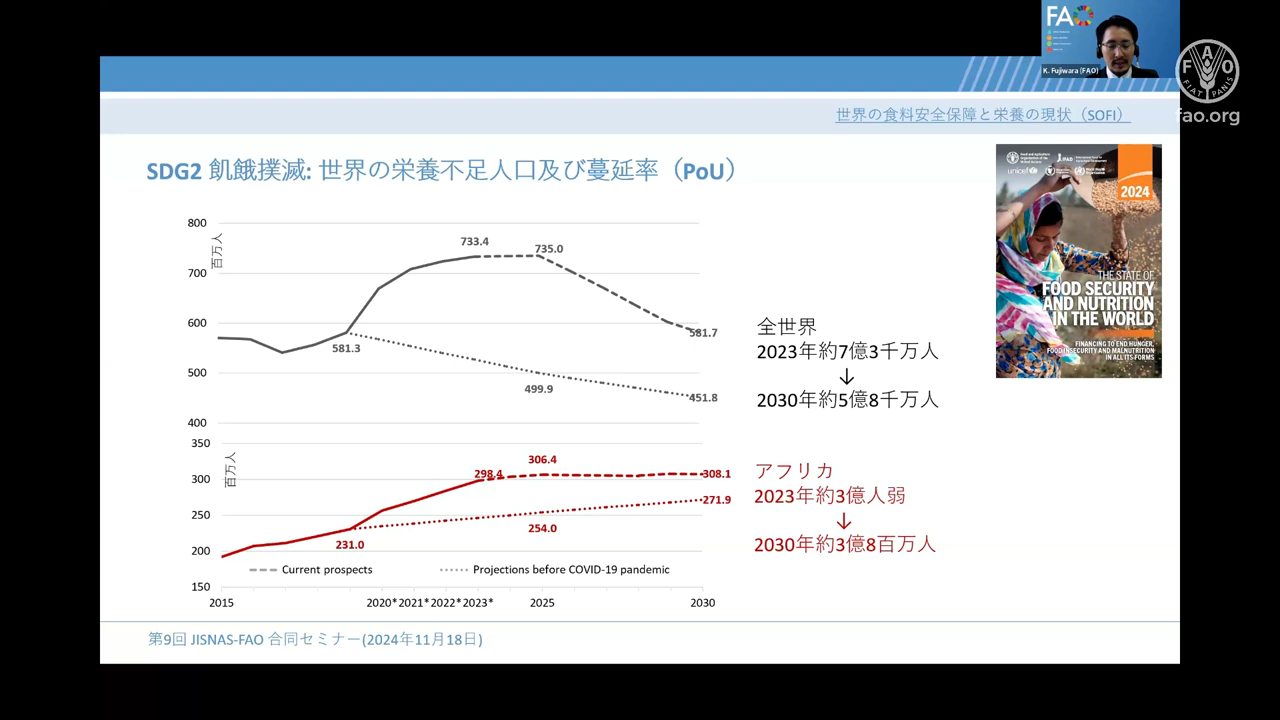 FAO
K. Fujiwara (FAO)
FAO
FIAT PANIS
fao.org
世界の食料安全保障と栄養の現状（SOFI）
SDG2 飢餓撲滅: 世界の栄養不足人口及び蔓延率（PoU）
800
700
600
500
400
百万人
733.4
735.0
581.7
581.3
499.9
451.8
350
300
250
200
150
百万人
306.4
298.4
308.1
271.9
254.0
231.0
Current prospects
Projections before COVID-19 pandemic
2015
2020*
2021*
2022*
2023*
2025
2030
全世界
2023年約7億3千万人
↓
2030年約5億8千万人
アフリカ
2023年約3億人弱
↓
2030年約3億8百万人
unicef
2024
THE STATE OF
FOOD SECURITY
AND NUTRITION
IN THE WORLD
FINANCING TO END HUNGER,
FOOD INSECURITY AND MALNUTRITION
IN ALL ITS FORMS
第9回 JISNAS-FAO 合同セミナー(2024年11月18日)